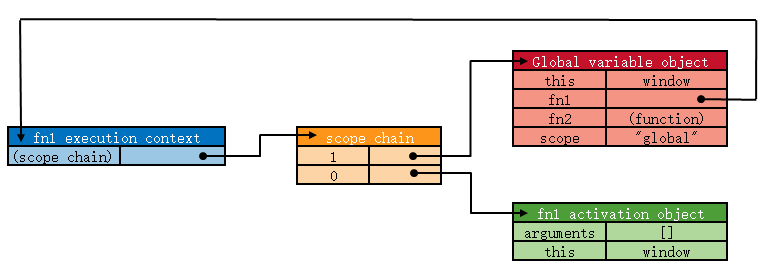 Global variable object
this window
fn1
fn2 (function)
scope "global"
fn1 execution context
(scope chain)
scope chain
1
0
fn1 activation object
arguments []
this window